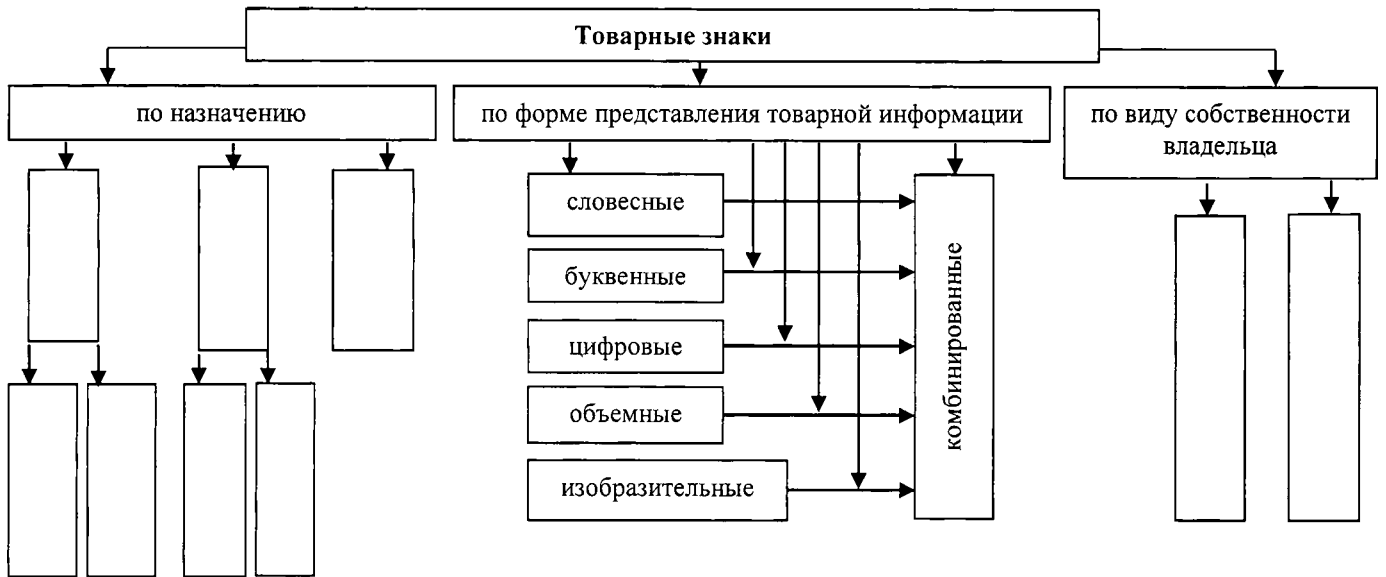 Товарные знаки
по назначению
по форме представления товарной информации
по виду собственности
владельца
словесные
буквенные
цифровые
объемные
изобразительные
комбинированные